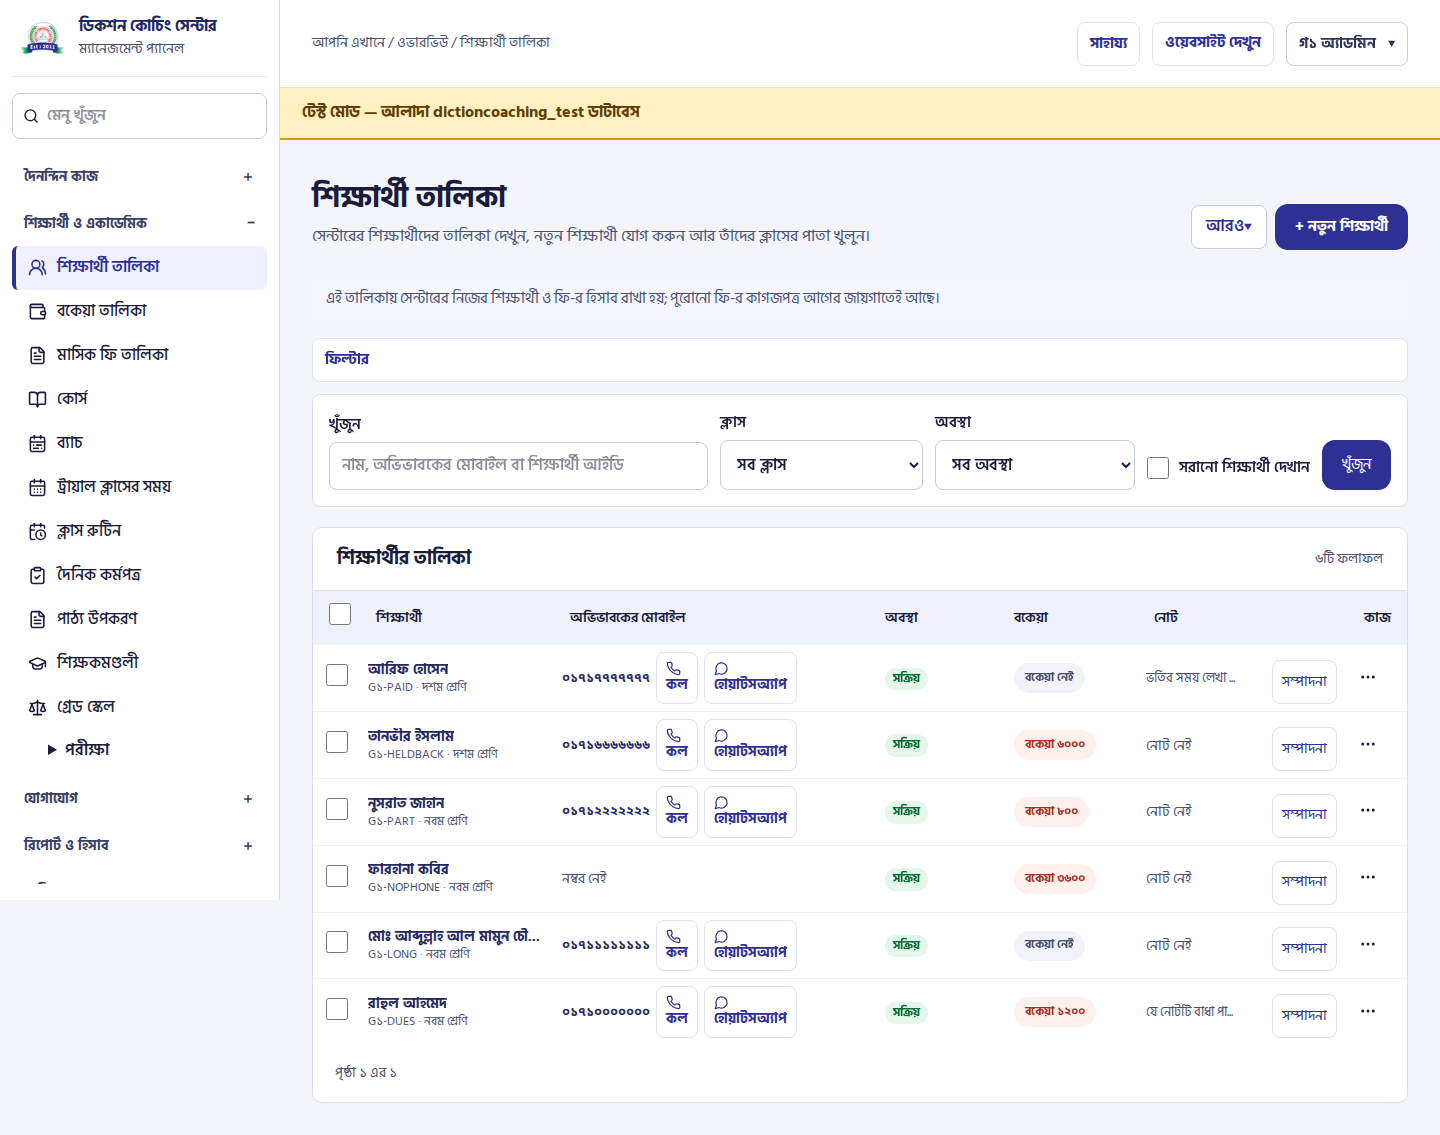 ডিকশন কোচিং সেন্টার
ম্যানেজমেন্ট প্যানেল
Est : 2011
আপনি এখানে / ওভারভিউ / শিক্ষার্থী তালিকা
সাহায্য
ওয়েবসাইট দেখুন
গ১ অ্যাডমিন ▾
মেনু খুঁজুন
টেস্ট মোড — আলাদা dictioncoaching_test ডাটাবেস
দৈনন্দিন কাজ +
শিক্ষার্থী ও একাডেমিক −
শিক্ষার্থী তালিকা
বকেয়া তালিকা
মাসিক ফি তালিকা
কোর্স
ব্যাচ
ট্রায়াল ক্লাসের সময়
ক্লাস রুটিন
দৈনিক কর্মপত্র
পাঠ্য উপকরণ
শিক্ষকমণ্ডলী
গ্রেড স্কেল
▶ পরীক্ষা
যোগাযোগ +
রিপোর্ট ও হিসাব +
শিক্ষার্থী তালিকা
সেন্টারের শিক্ষার্থীদের তালিকা দেখুন, নতুন শিক্ষার্থী যোগ করুন আর তাঁদের ক্লাসের পাতা খুলুন।
আরও▾
+ নতুন শিক্ষার্থী
এই তালিকায় সেন্টারের নিজের শিক্ষার্থী ও ফি-র হিসাব রাখা হয়; পুরোনো ফি-র কাগজপত্র আগের জায়গাতেই আছে।
ফিল্টার
খুঁজুন
ক্লাস
অবস্থা
নাম, অভিভাবকের মোবাইল বা শিক্ষার্থী আইডি
সব ক্লাস
সব অবস্থা
সরানো শিক্ষার্থী দেখান
খুঁজুন
শিক্ষার্থীর তালিকা
৬টি ফলাফল
শিক্ষার্থী অভিভাবকের মোবাইল অবস্থা বকেয়া নোট কাজ
আরিফ হোসেন
G১-PAID · দশম শ্রেণি
০১৭১৭৭৭৭৭৭৭ কল হোয়াটসঅ্যাপ সক্রিয় বকেয়া নেই ভর্তির সময় লেখা ... সম্পাদনা ···
তানভীর ইসলাম
G১-HELDBACK · দশম শ্রেণি
০১৭১৬৬৬৬৬৬৬ কল হোয়াটসঅ্যাপ সক্রিয় বকেয়া ৬০০০ নোট নেই সম্পাদনা ···
নুসরাত জাহান
G১-PART · নবম শ্রেণি
০১৭১২২২২২২২ কল হোয়াটসঅ্যাপ সক্রিয় বকেয়া ৮০০ নোট নেই সম্পাদনা ···
ফারহানা কবির
G১-NOPHONE · নবম শ্রেণি
নম্বর নেই সক্রিয় বকেয়া ৩৬০০ নোট নেই সম্পাদনা ···
মোঃ আব্দুল্লাহ আল মামুন চৌ...
G১-LONG · নবম শ্রেণি
০১৭১১১১১১১১ কল হোয়াটসঅ্যাপ সক্রিয় বকেয়া নেই নোট নেই সম্পাদনা ···
রাহুল আহমেদ
G১-DUES · নবম শ্রেণি
০১৭১০০০০০০০ কল হোয়াটসঅ্যাপ সক্রিয় বকেয়া ১২০০ যে নোটটি বাধা পা... সম্পাদনা ···
পৃষ্ঠা ১ এর ১